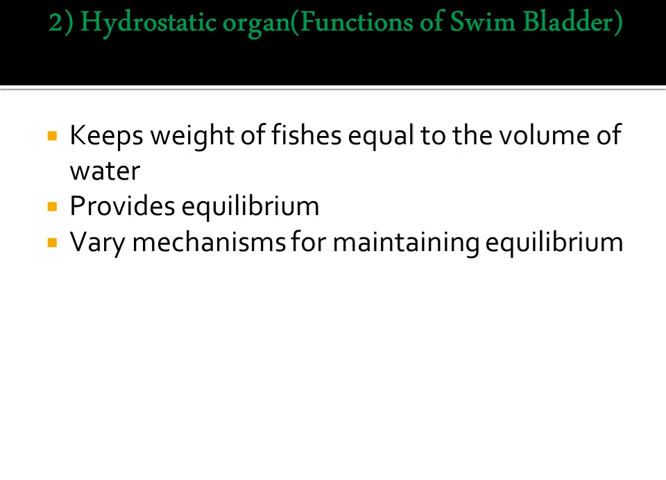 2) Hydrostatic organ(Functions of Swim Bladder)
Keeps weight of fishes equal to the volume of
water
Provides equilibrium
Vary mechanisms for maintaining equilibrium